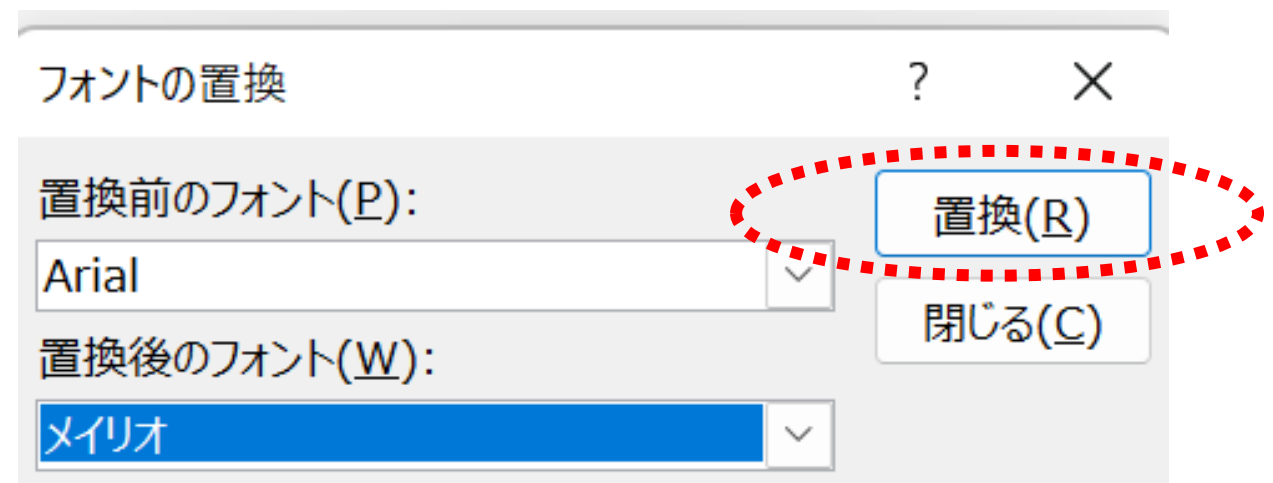 フォントの置換 ?
置換前のフォント(P):
置換(R)
Arial
閉じる(C)
置換後のフォント(W):
メイリオ